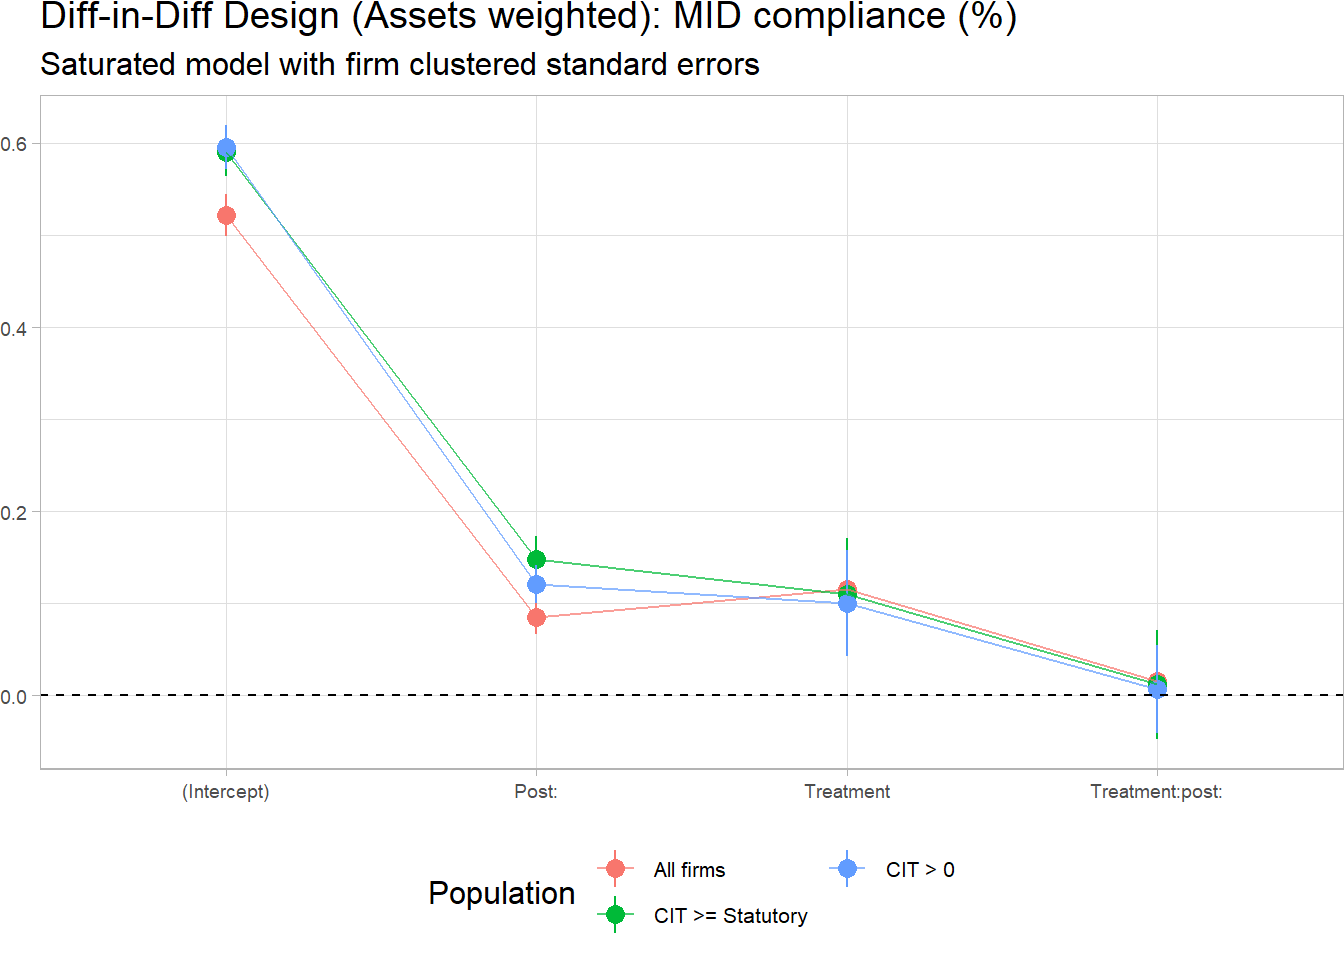 Diff-in-Diff Design (Assets weighted): MID compliance (%)
Saturated model with firm clustered standard errors
0.6
0.4
0.2
0.0
(Intercept) Post: Treatment Treatment:post:
Population
All firms
CIT > 0
CIT >= Statutory